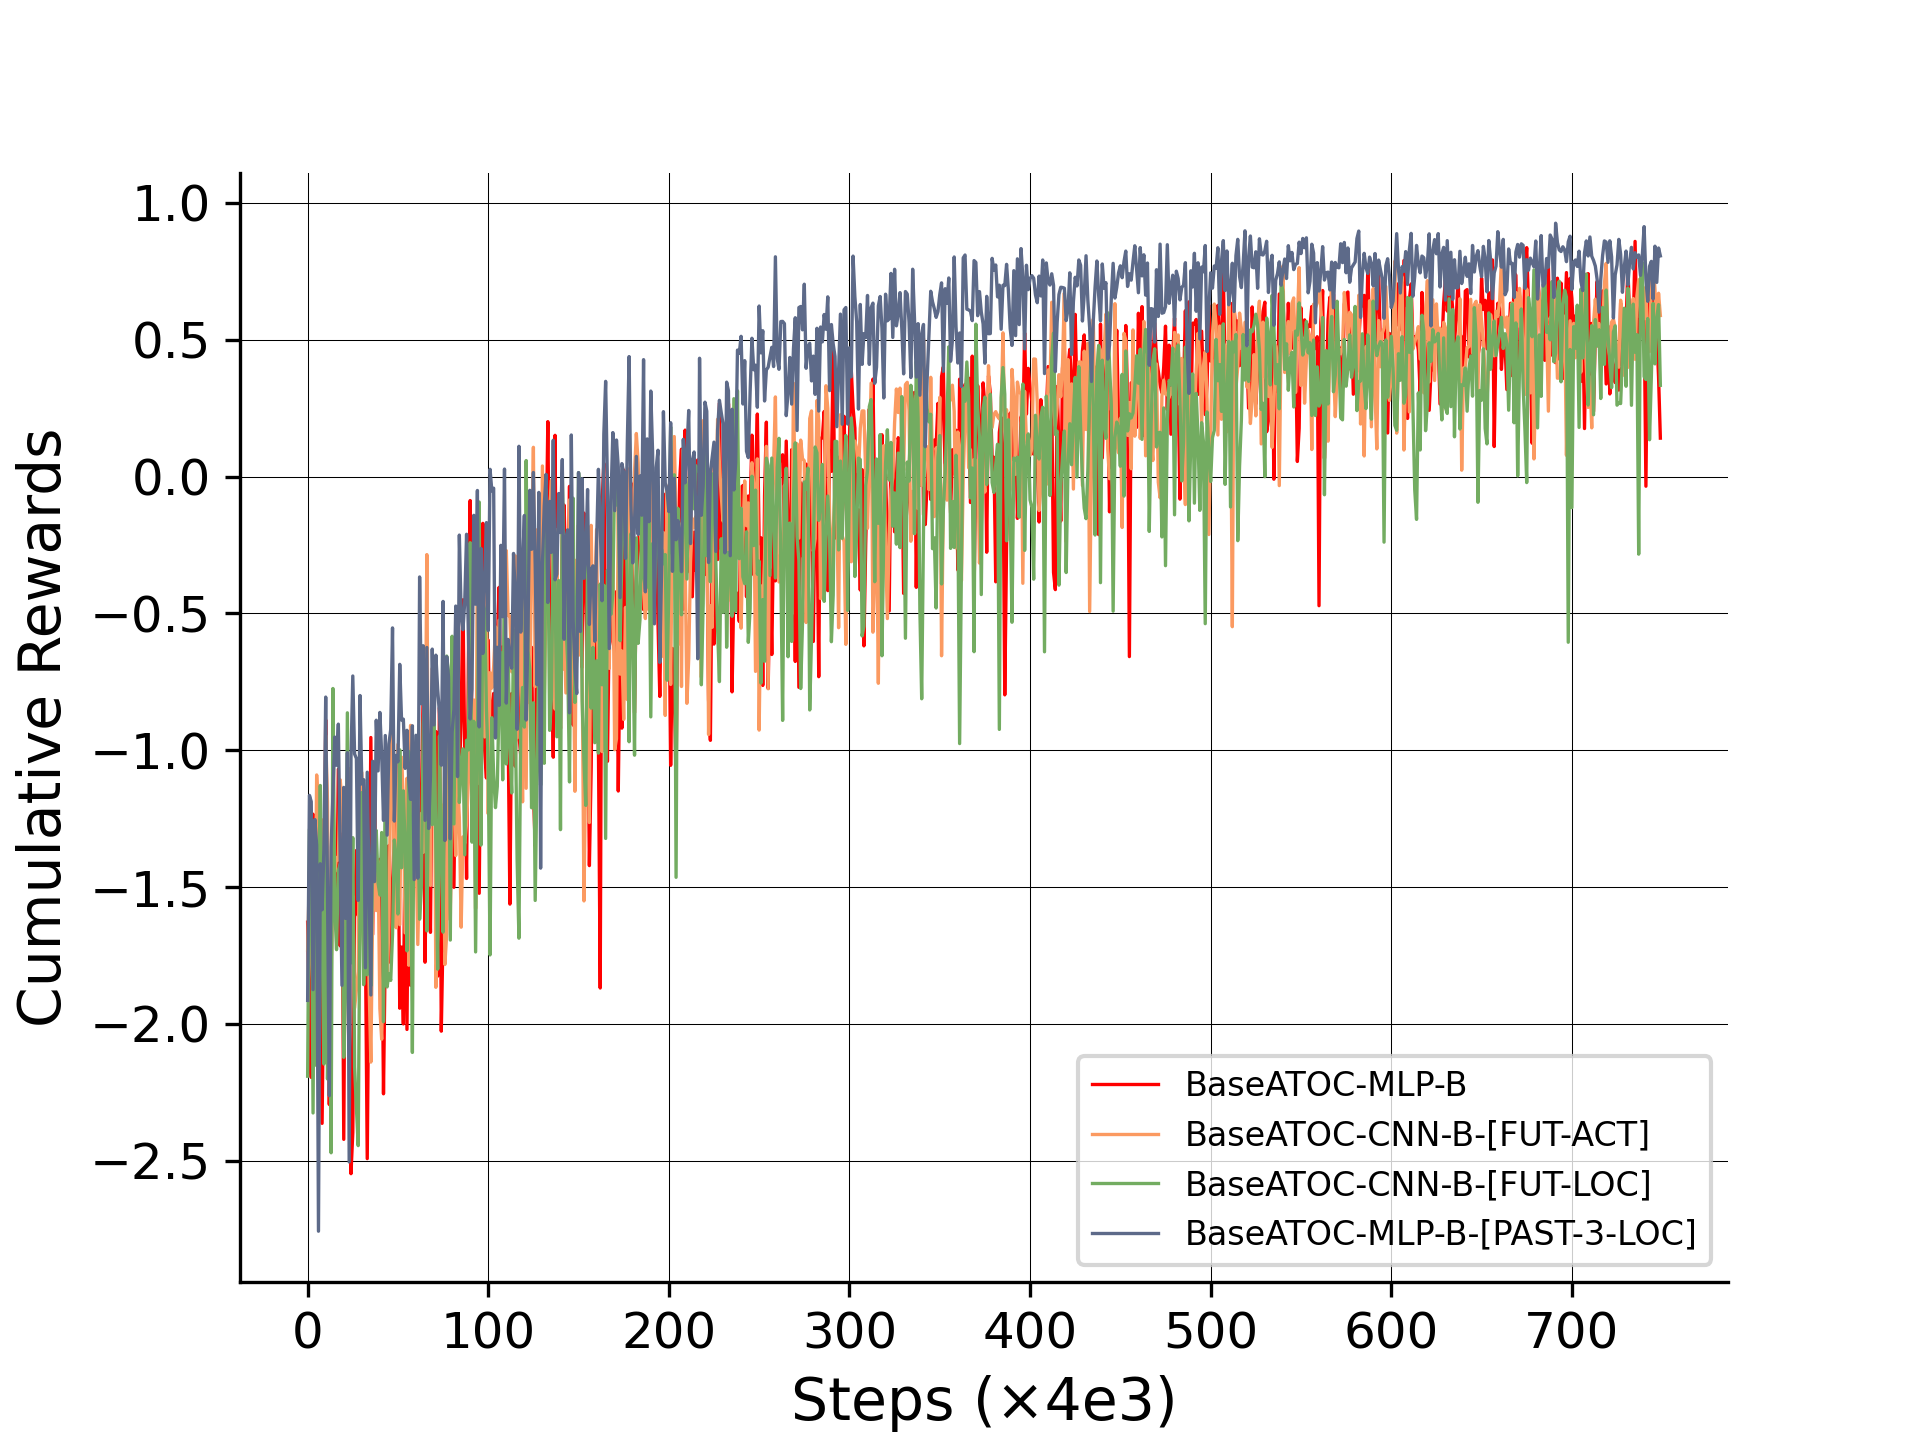 1.0
0.5
0.0
−0.5
−1.0
−1.5
−2.0
−2.5
Cumulative Rewards
0 100 200 300 400 500 600 700
Steps (×4e3)
BaseATOC-MLP-B
BaseATOC-CNN-B-[FUT-ACT]
BaseATOC-CNN-B-[FUT-LOC]
BaseATOC-MLP-B-[PAST-3-LOC]